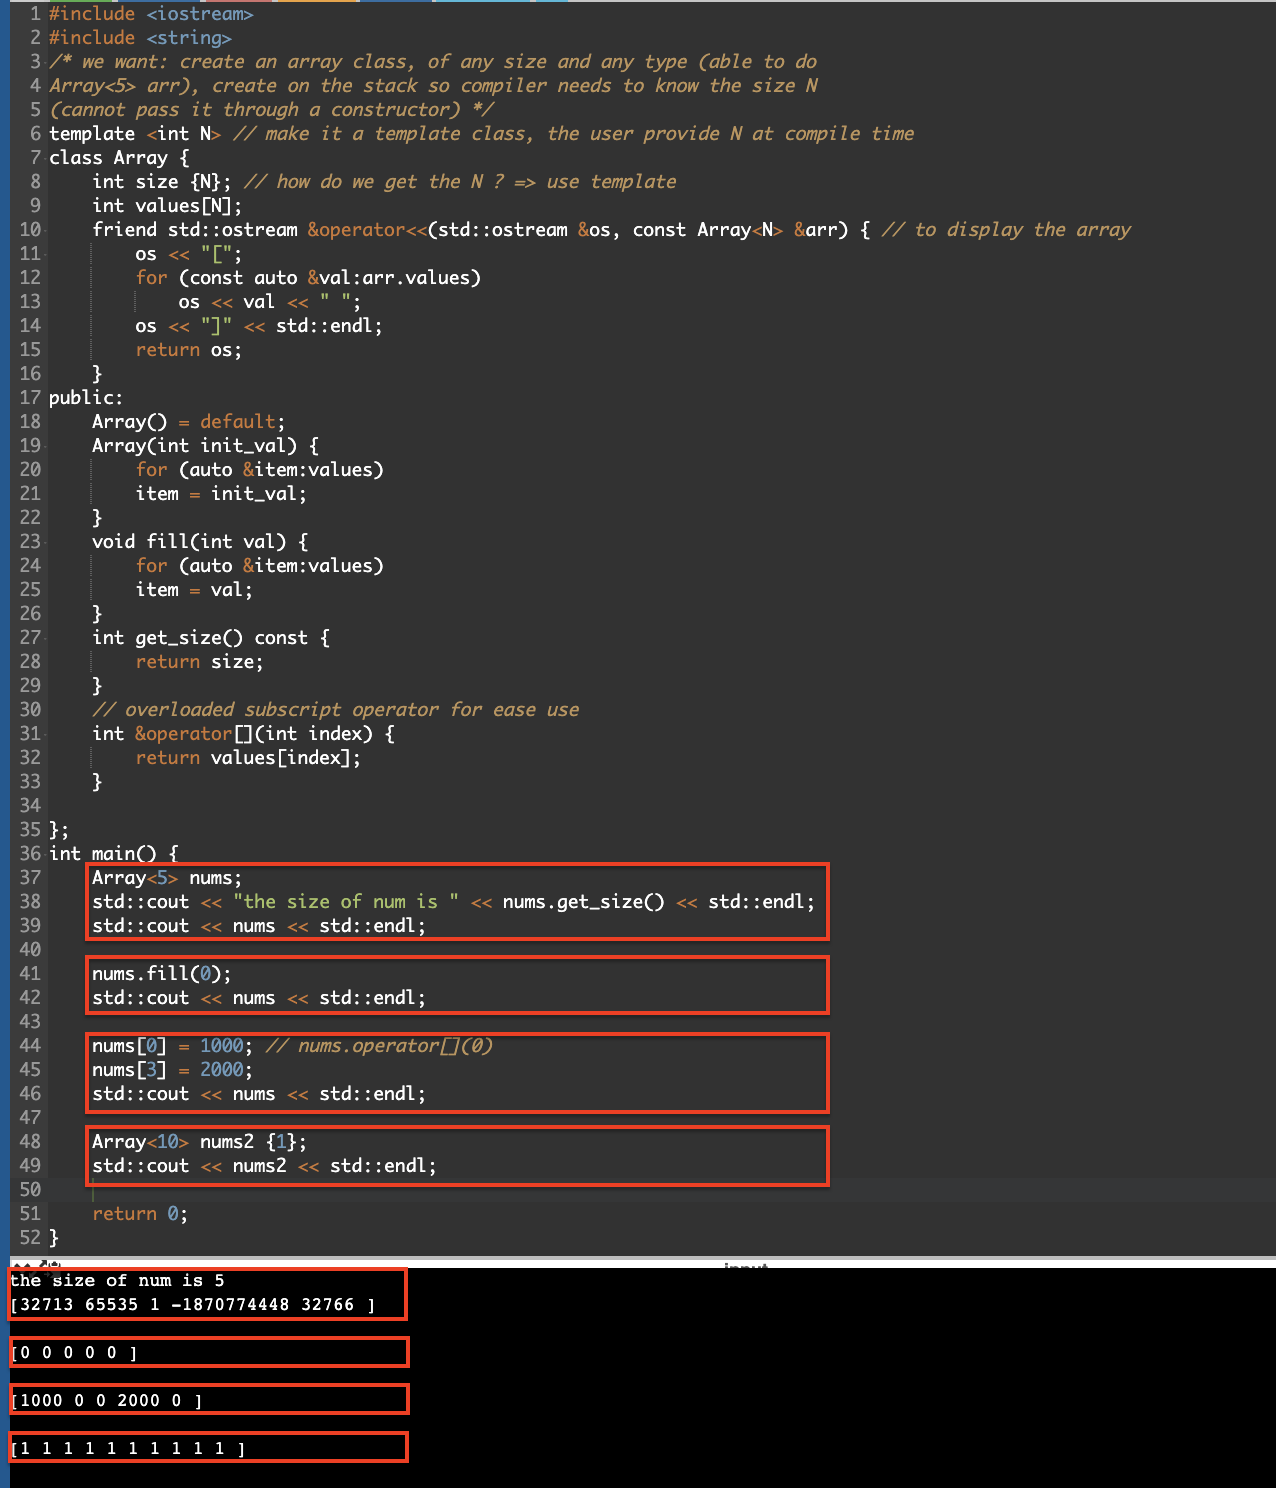 1 #include <iostream>
2 #include <string>
3 /* we want: create an array class, of any size and any type (able to do
4 Array<5> arr), create on the stack so compiler needs to know the size N
5 (cannot pass it through a constructor) */
6 template <int N> // make it a template class, the user provide N at compile time
7 class Array {
8     int size {N}; // how do we get the N ? => use template
9     int values[N];
10     friend std::ostream &operator<<(std::ostream &os, const Array<N> &arr) { // to display the array
11         os << "[";
12         for (const auto &val:arr.values)
13             os << val << " ";
14         os << "]" << std::endl;
15         return os;
16     }
17 public:
18     Array() = default;
19     Array(int init_val) {
20         for (auto &item:values)
21         item = init_val;
22     }
23     void fill(int val) {
24         for (auto &item:values)
25         item = val;
26     }
27     int get_size() const {
28         return size;
29     }
30     // overloaded subscript operator for ease use
31     int &operator[](int index) {
32         return values[index];
33     }
34
35 };
36 int main() {
37     Array<5> nums;
38     std::cout << "the size of num is " << nums.get_size() << std::endl;
39     std::cout << nums << std::endl;
40
41     nums.fill(0);
42     std::cout << nums << std::endl;
43
44     nums[0] = 1000; // nums.operator[](0)
45     nums[3] = 2000;
46     std::cout << nums << std::endl;
47
48     Array<10> nums2 {1};
49     std::cout << nums2 << std::endl;
50
51     return 0;
52 }
input
the size of num is 5
[32713 65535 1 -1870774448 32766 ]
[0 0 0 0 0 ]
[1000 0 0 2000 0 ]
[1 1 1 1 1 1 1 1 1 1 ]